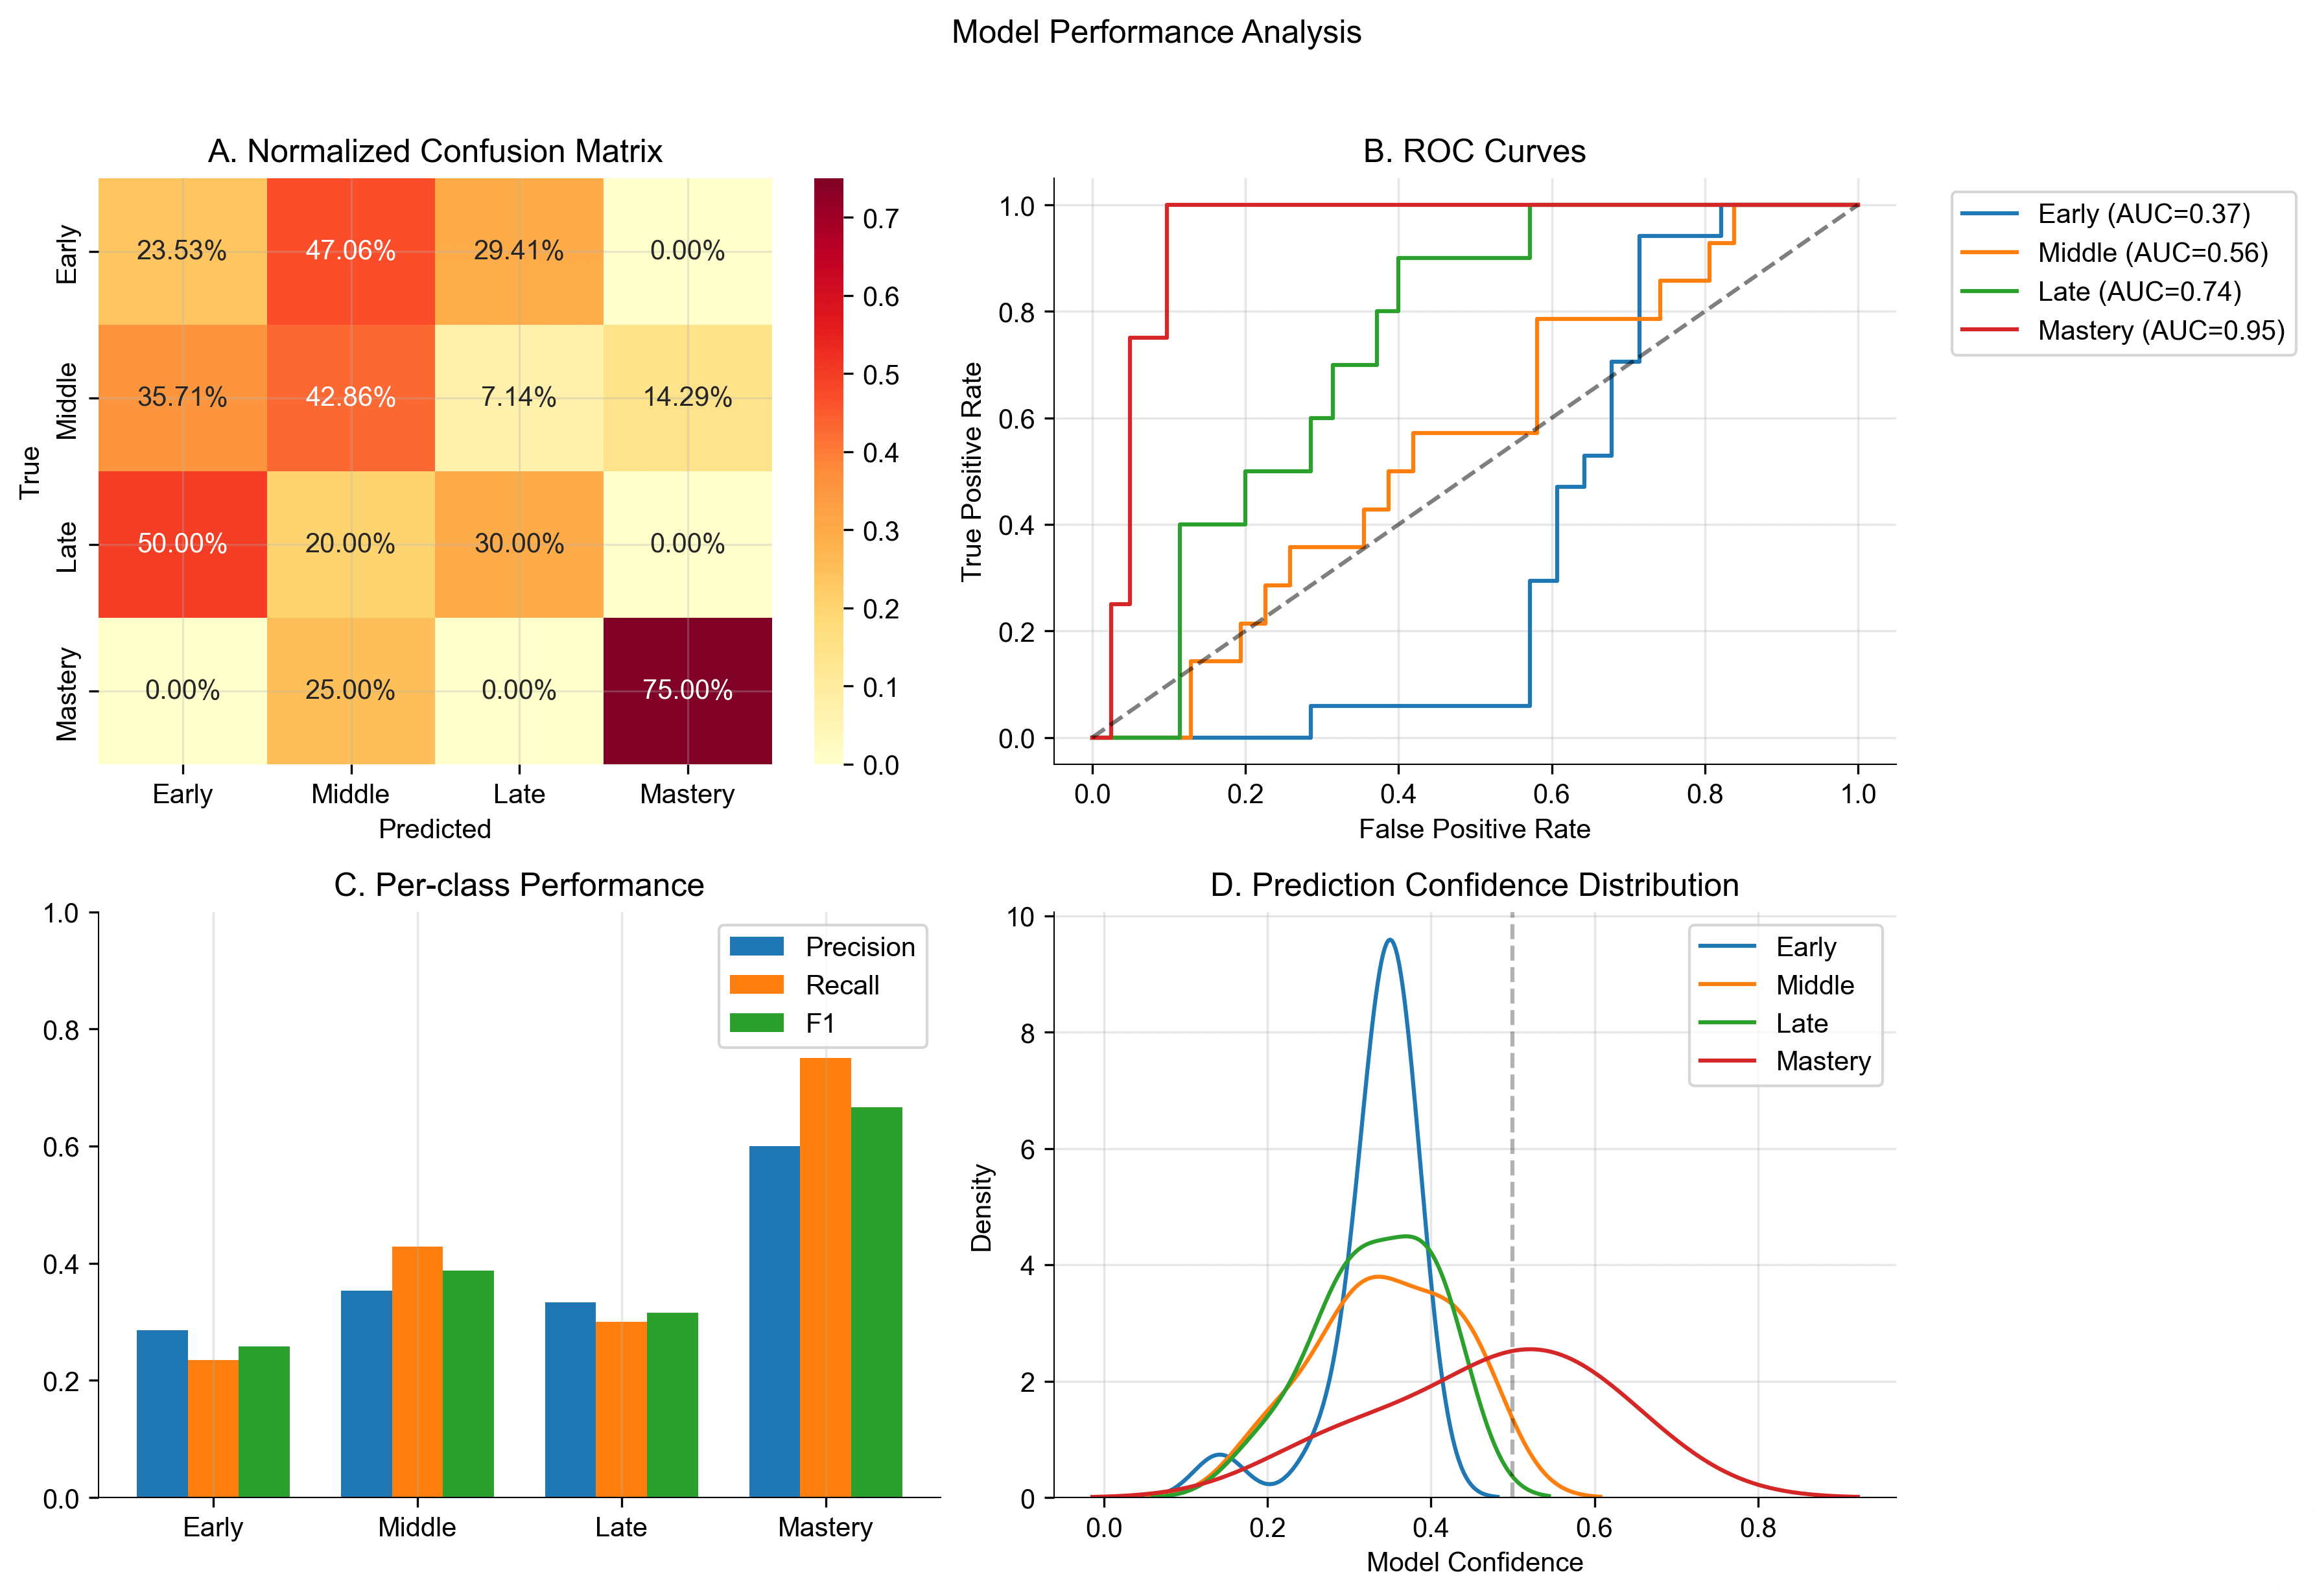 Model Performance Analysis
A. Normalized Confusion Matrix
True
Early
Middle
Late
Mastery
23.53% 47.06% 29.41% 0.00%
35.71% 42.86% 7.14% 14.29%
50.00% 20.00% 30.00% 0.00%
0.00% 25.00% 0.00% 75.00%
Early Middle Late Mastery
Predicted
0.7
0.6
0.5
0.4
0.3
0.2
0.1
0.0
B. ROC Curves
True Positive Rate
1.0
0.8
0.6
0.4
0.2
0.0
0.0 0.2 0.4 0.6 0.8 1.0
False Positive Rate
Early (AUC=0.37)
Middle (AUC=0.56)
Late (AUC=0.74)
Mastery (AUC=0.95)
C. Per-class Performance
1.0
0.8
0.6
0.4
0.2
0.0
Precision
Recall
F1
Early Middle Late Mastery
D. Prediction Confidence Distribution
Density
10
8
6
4
2
0
Early
Middle
Late
Mastery
0.0 0.2 0.4 0.6 0.8
Model Confidence